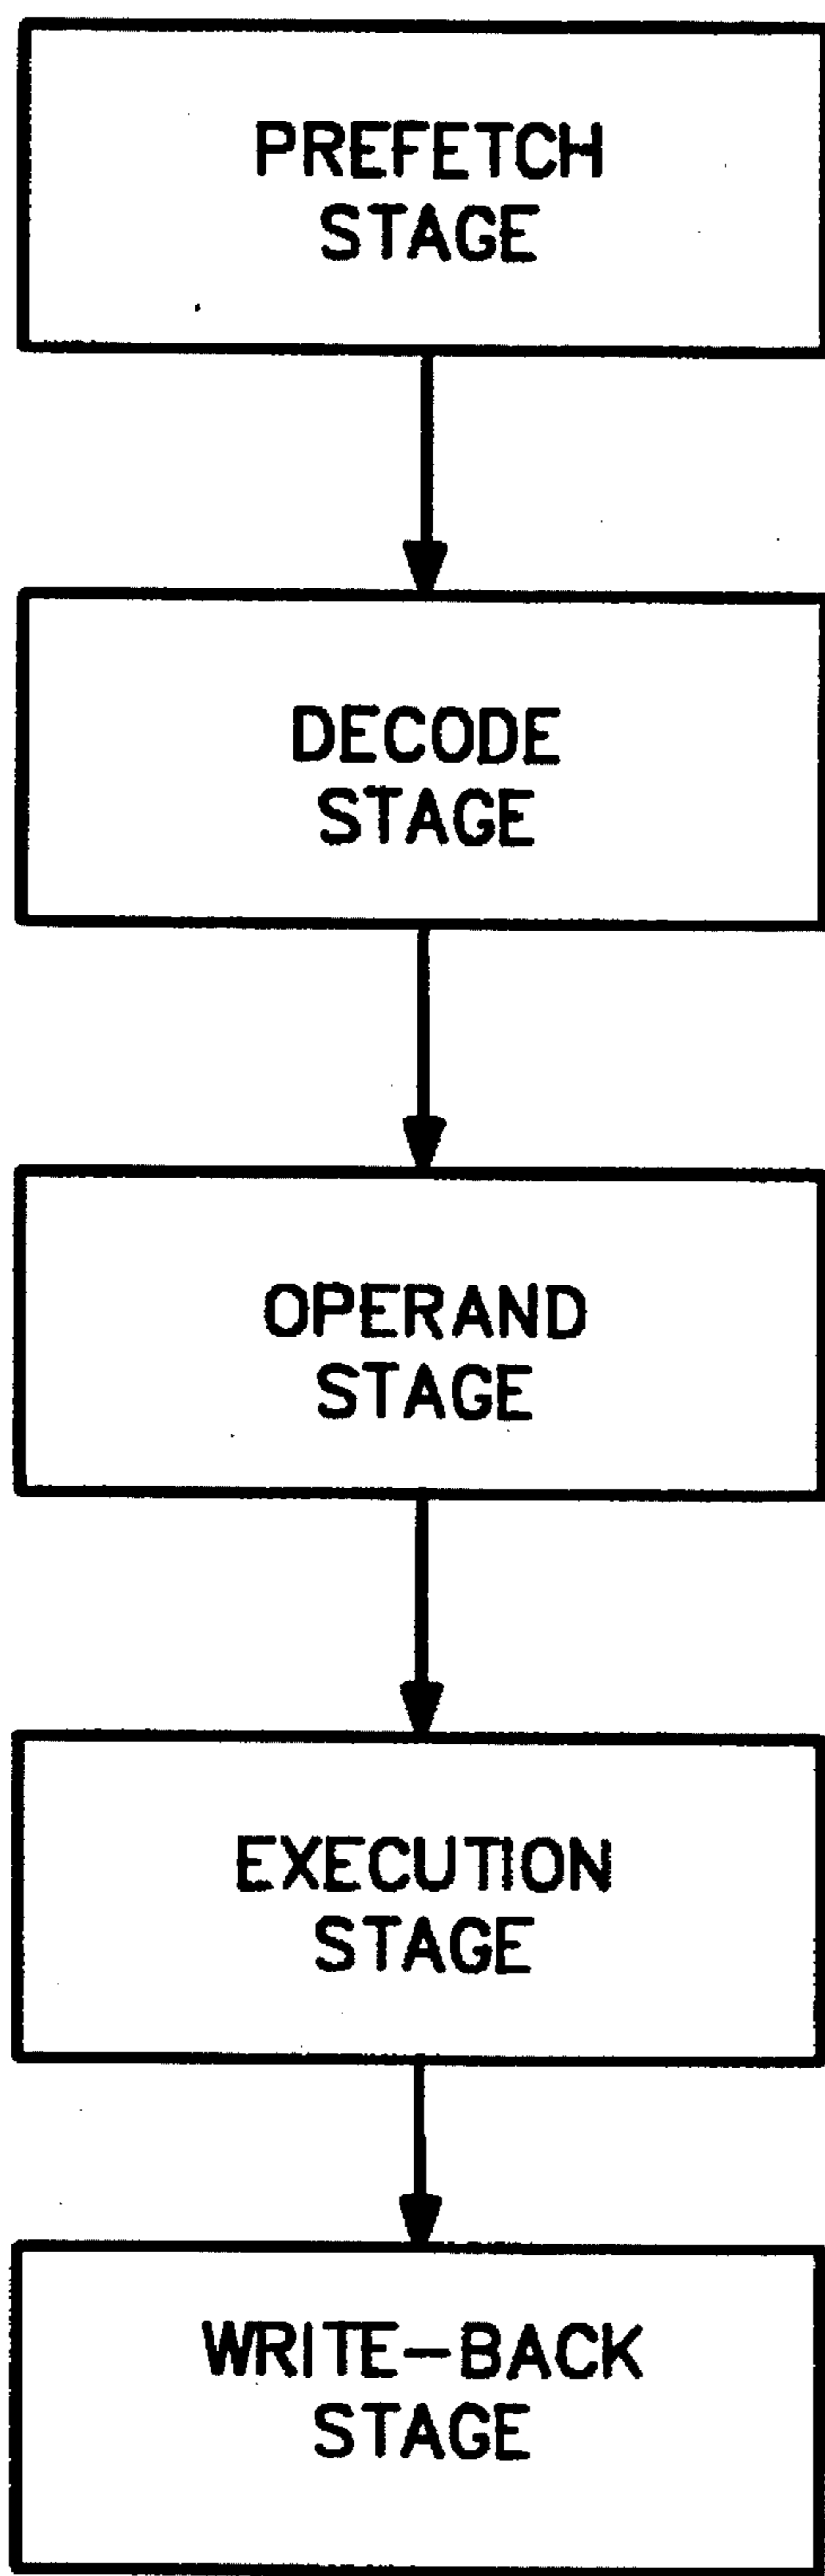 PREFETCH
STAGE
DECODE
STAGE
OPERAND
STAGE
EXECUTION
STAGE
WRITE-BACK
STAGE